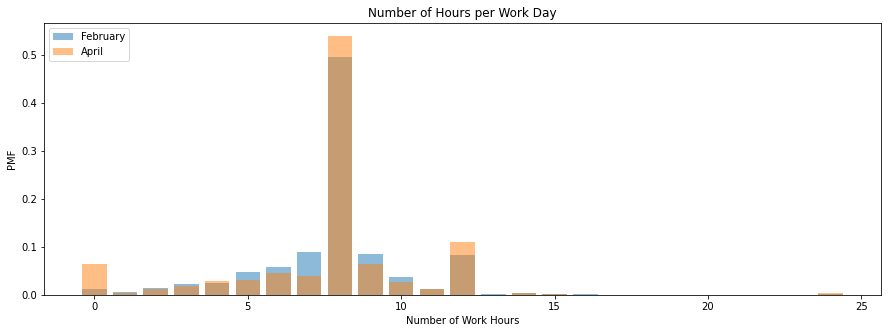 Number of Hours per Work Day
February
April
PMF
0.5
0.4
0.3
0.2
0.1
0.0
0 5 10 15 20 25
Number of Work Hours